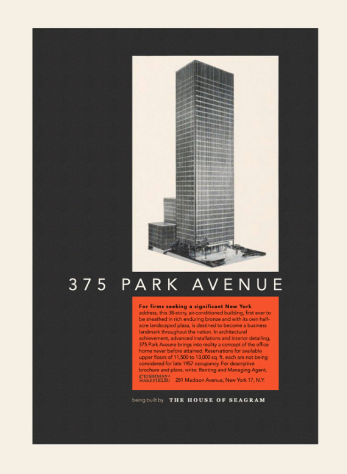 375 PARK AVENUE
For firms seeking a significant New York
address, this 38-story, air-conditioned building, first ever to
be sheathed in rich enduring bronze and with its own half-
acre landscaped plaza, is destined to become a business
landmark throughout the nation. In architectural
achievement, advanced installations and interior detailing,
375 Park Avenue brings into reality a concept of the office
home never before attained. Reservations for available
upper floors of 11,500 to 13,000 sq. ft. each are not being
considered for late 1957 occupancy. For descriptive
brochure and plans, write: Renting and Managing Agent,
CUSHMAN &
WAKEFIELD 281 Madison Avenue, New York 17, N.Y.
being built by THE HOUSE OF SEAGRAM